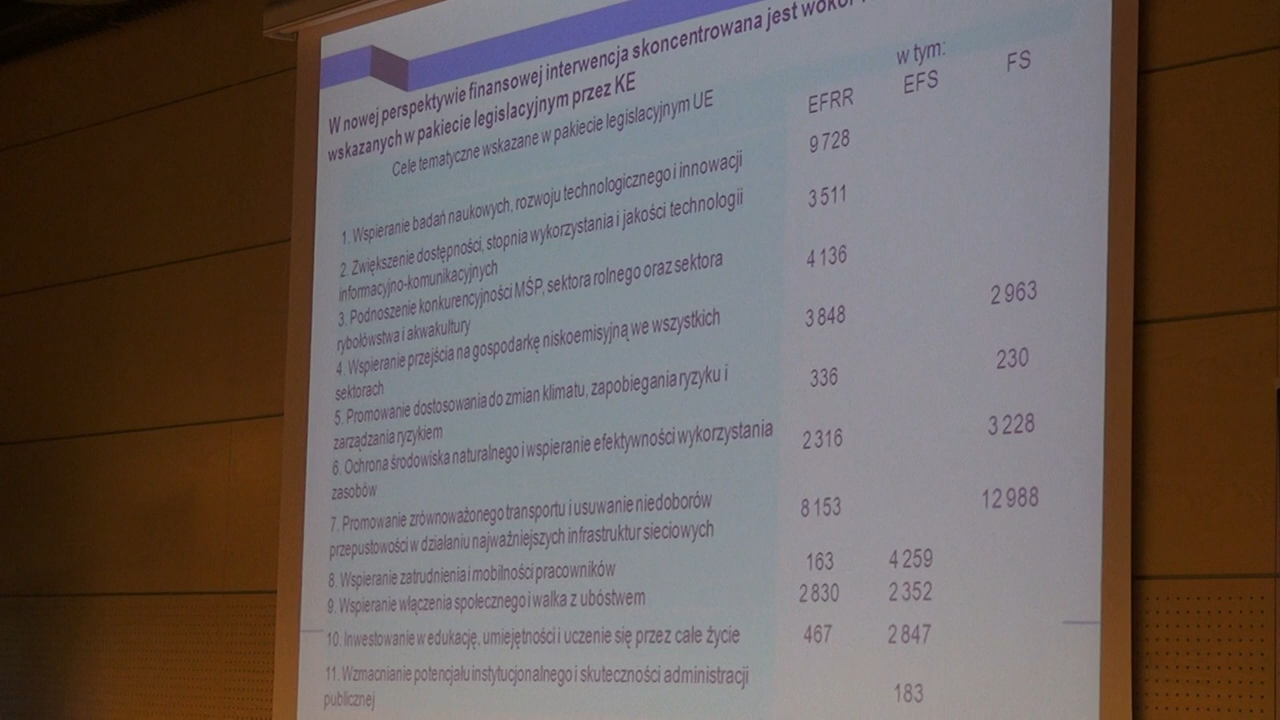 W nowej perspektywie finansowej interwencja skoncentrowana jest wokół
wskazanych w pakiecie legislacyjnym przez KE
Cele tematyczne wskazane w pakiecie legislacyjnym UE
w tym:
EFRR EFS FS
9 728
1. Wspieranie badań naukowych, rozwoju technologicznego i innowacji
2. Zwiększenie dostępności, stopnia wykorzystania i jakości technologii 3 511
informacyjno-komunikacyjnych
3. Podnoszenie konkurencyjności MŚP, sektora rolnego oraz sektora 4 136
rybołówstwa i akwakultury
4. Wspieranie przejścia na gospodarkę niskoemisyjną we wszystkich 3 848 2 963
sektorach
5. Promowanie dostosowania do zmian klimatu, zapobiegania ryzyku i 336 230
zarządzania ryzykiem
6. Ochrona środowiska naturalnego i wspieranie efektywności wykorzystania 2 316 3 228
zasobów
7. Promowanie zrównoważonego transportu i usuwanie niedoborów 8 153 12 988
przepustowości w działaniu najważniejszych infrastruktur sieciowych
8. Wspieranie zatrudnienia i mobilności pracowników 163 4 259
9. Wspieranie włączenia społecznego i walka z ubóstwem 2 830 2 352
10. Inwestowanie w edukację, umiejętności i uczenie się przez całe życie 467 2 847
11. Wzmacnianie potencjału instytucjonalnego i skuteczności administracji
publicznej 183